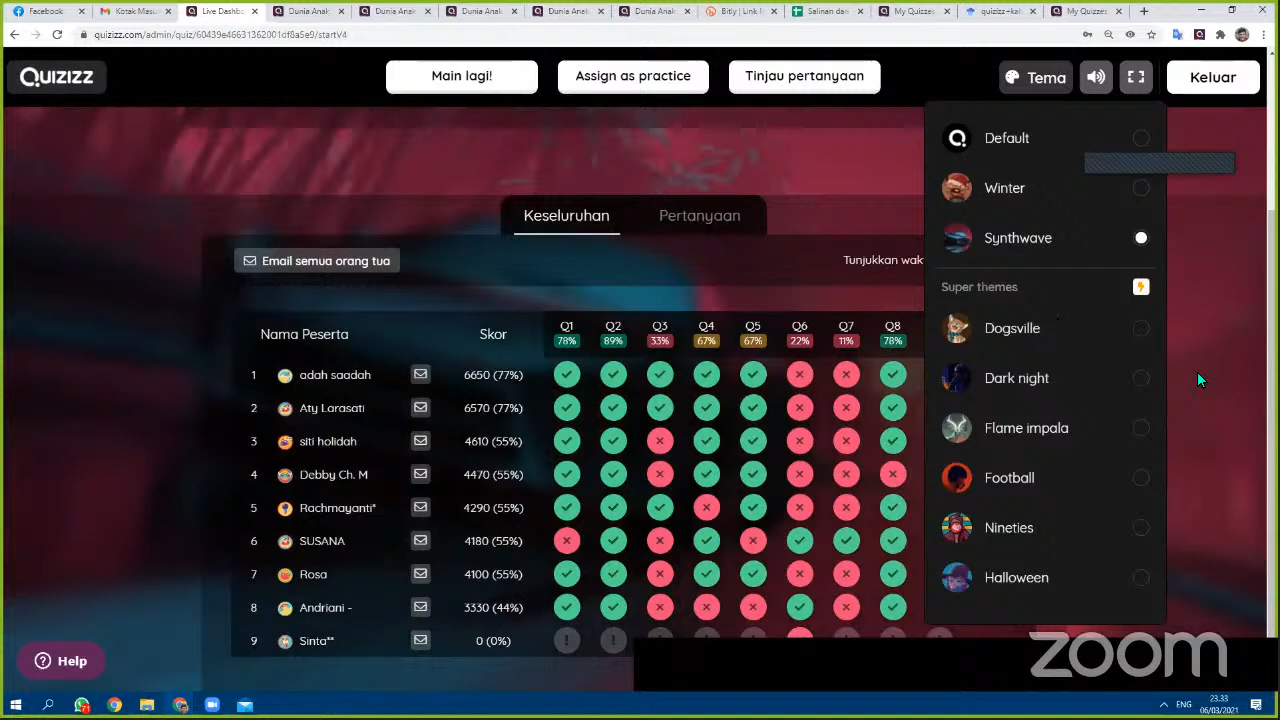 Facebook
Kotak Masu
Live Dashb
Dunia Anak
Dunia Anak
Dunia Anak
Dunia Anak
Dunia Anak
Bitly | Link
Salinan dar
My Quizzes
quizizz+ka
My Quizzes
quizizz.com/admin/quiz/60439e46631362001df8a5e9/startV4
QUIZIZZ
Main lagi!
Assign as practice
Tinjau pertanyaan
Tema
Keluar
Default
Winter
Synthwave
Super themes
Dogsville
Dark night
Flame impala
Football
Nineties
Halloween
Keseluruhan
Pertanyaan
Email semua orang tua
Tunjukkan wak
Nama Peserta Skor Q1 Q2 Q3 Q4 Q5 Q6 Q7 Q8
78% 89% 33% 67% 67% 22% 11% 78%
1 adah saadah 6650 (77%)
2 Aty Larasati 6570 (77%)
3 siti holidah 4610 (55%)
4 Debby Ch. M 4470 (55%)
5 Rachmayanti* 4290 (55%)
6 SUSANA 4180 (55%)
7 Rosa 4100 (55%)
8 Andriani - 3330 (44%)
9 Sinta** 0 (0%)
Help
zoom
ENG
23.33
06/03/2021